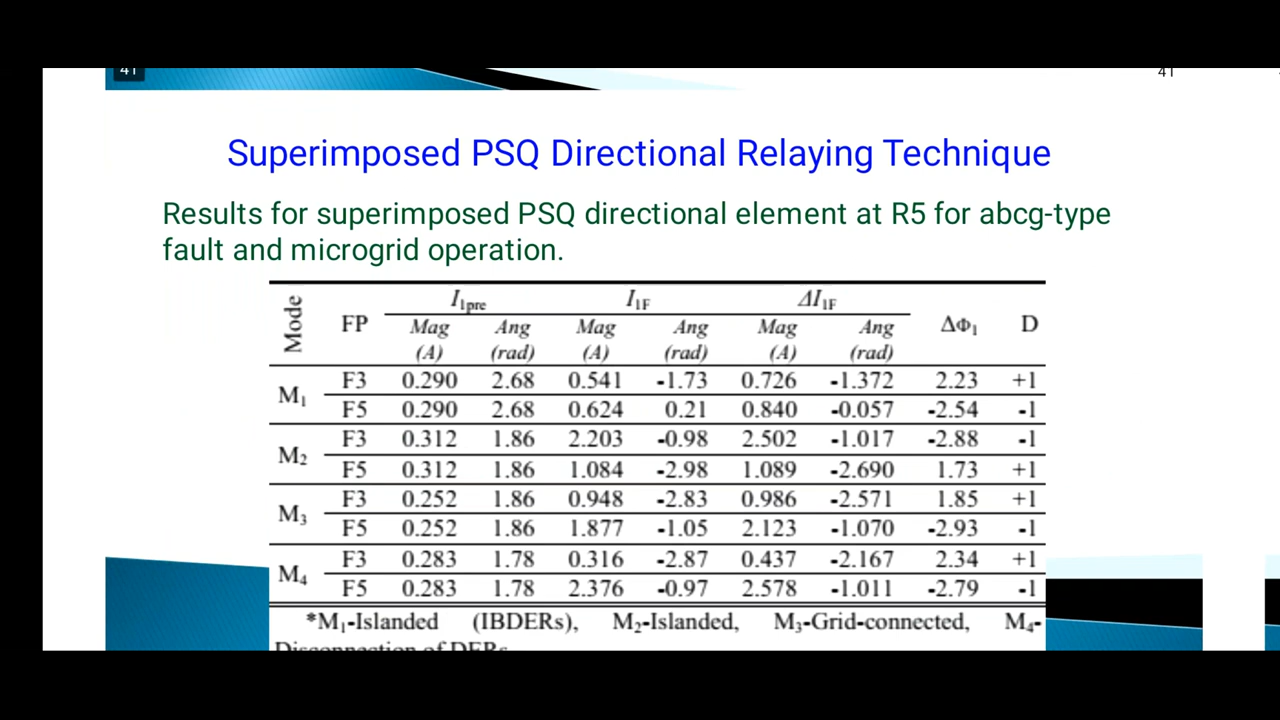 41
41
Superimposed PSQ Directional Relaying Technique
Results for superimposed PSQ directional element at R5 for abcg-type
fault and microgrid operation.
Mode FP I1pre I1F ΔI1F ΔΦ1 D
Mag (A) Ang (rad) Mag (A) Ang (rad) Mag (A) Ang (rad)
M1 F3 0.290 2.68 0.541 -1.73 0.726 -1.372 2.23 +1
F5 0.290 2.68 0.624 0.21 0.840 -0.057 -2.54 -1
M2 F3 0.312 1.86 2.203 -0.98 2.502 -1.017 -2.88 -1
F5 0.312 1.86 1.084 -2.98 1.089 -2.690 1.73 +1
M3 F3 0.252 1.86 0.948 -2.83 0.986 -2.571 1.85 +1
F5 0.252 1.86 1.877 -1.05 2.123 -1.070 -2.93 -1
M4 F3 0.283 1.78 0.316 -2.87 0.437 -2.167 2.34 +1
F5 0.283 1.78 2.376 -0.97 2.578 -1.011 -2.79 -1
*M1-Islanded (IBDERs), M2-Islanded, M3-Grid-connected, M4-
Disconnection of DERs